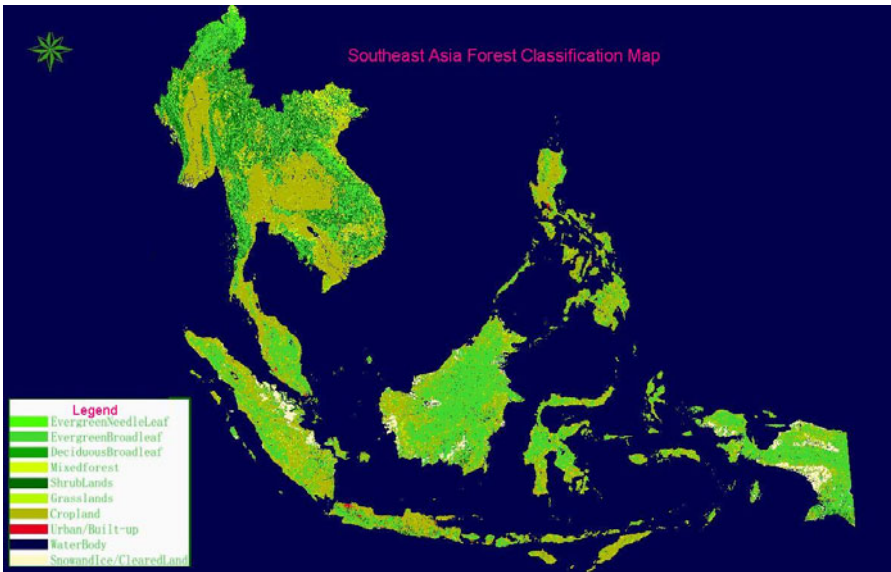 Southeast Asia Forest Classification Map
Legend
EvergreenNeedleLeaf
EvergreenBroadleaf
DeciduousBroadleaf
Mixedforest
ShrubLands
Grasslands
Cropland
Urban/Built-up
WaterBody
SnowandIce/ClearedLand